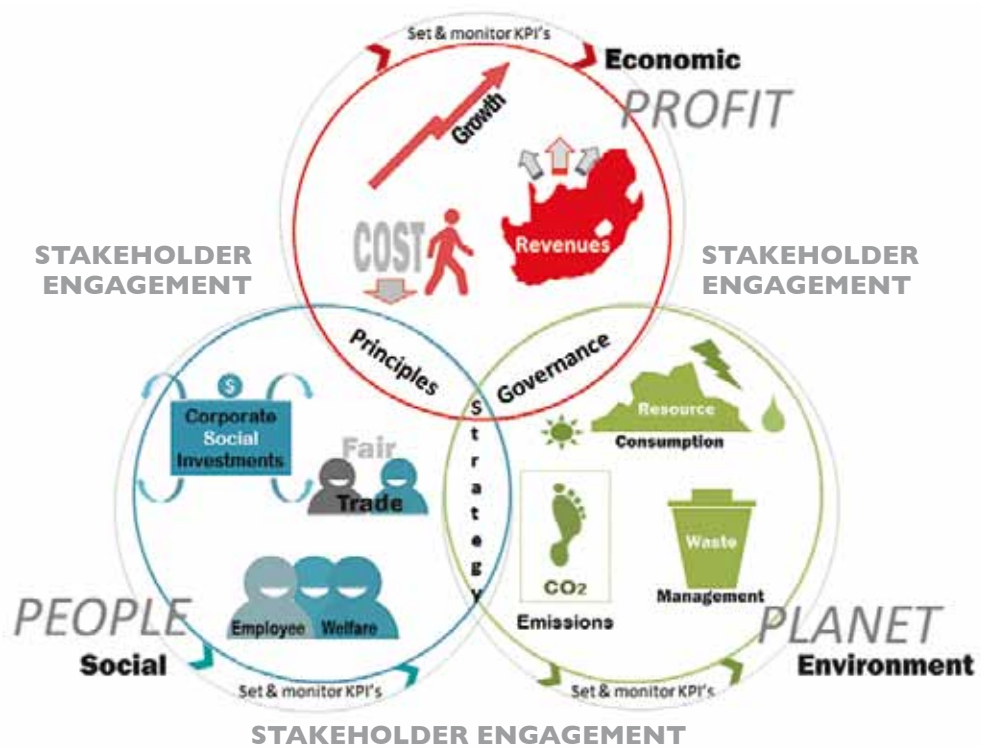 Set & monitor KPI's
Economic
PROFIT
Growth
COST
Revenues
STAKEHOLDER
ENGAGEMENT
STAKEHOLDER
ENGAGEMENT
Principles
Governance
Strategy
$
Corporate
Social
Investments
Fair
Trade
Employee Welfare
PEOPLE
Social
Set & monitor KPI's
Resource
Consumption
CO2
Emissions
Waste
Management
PLANET
Environment
Set & monitor KPI's
STAKEHOLDER ENGAGEMENT